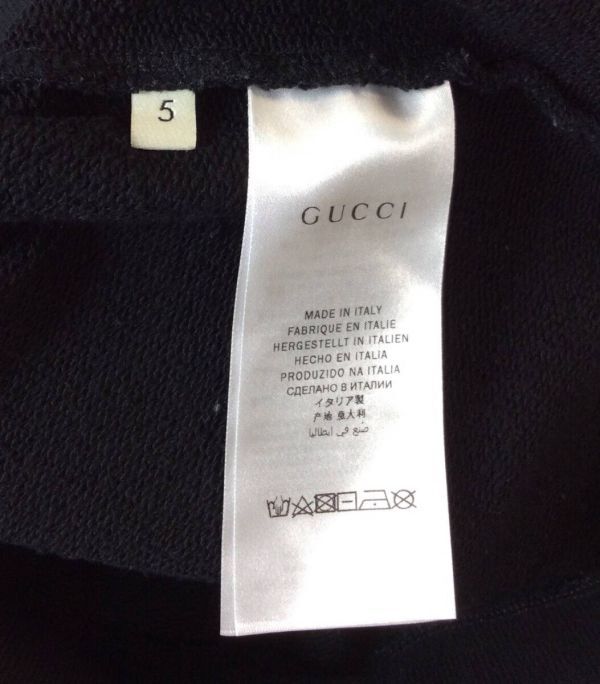 5
GUCCI
MADE IN ITALY
FABRIQUE EN ITALIE
HERGESTELLT IN ITALIEN
HECHO EN ITALIA
PRODUZIDO NA ITALIA
СДЕЛАНО В ИТАЛИИ
イタリア製
产地 意大利
صنع في ايطاليا